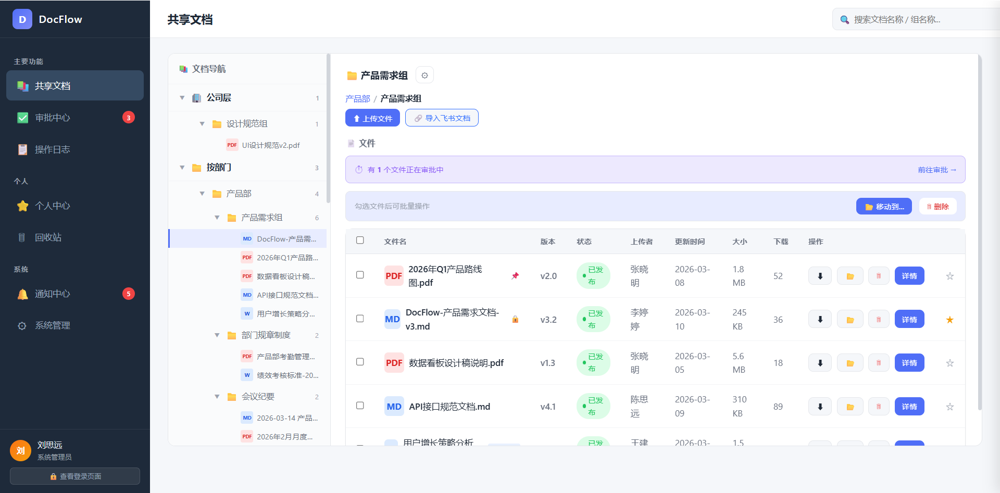 D DocFlow
主要功能
共享文档
审批中心 3
操作日志
个人
个人中心
回收站
系统
通知中心 5
系统管理
刘 刘思远
系统管理员
查看登录页面
共享文档
搜索文档名称 / 组名称...
文档导航
公司层 1
设计规范组 1
PDF UI设计规范v2.pdf
按部门 3
产品部 4
产品需求组 6
MD DocFlow-产品需...
PDF 2026年Q1产品路...
PDF 数据看板设计稿...
MD API接口规范文档...
W 用户增长策略分...
部门规章制度 2
PDF 产品部考勤管理...
W 绩效考核标准-20...
会议纪要 2
MD 2026-03-14 产品...
PDF 2026年2月月度...
产品需求组
产品部 / 产品需求组
上传文件 导入飞书文档
文件
有 1 个文件正在审批中 前往审批 →
勾选文件后可批量操作 移动到... 删除
文件名 版本 状态 上传者 更新时间 大小 下载 操作
PDF 2026年Q1产品路线图.pdf v2.0 已发布 张晓明 2026-03-08 1.8 MB 52 详情
MD DocFlow-产品需求文档-v3.md v3.2 已发布 李婷婷 2026-03-10 245 KB 36 详情
PDF 数据看板设计稿说明.pdf v1.3 已发布 张晓明 2026-03-05 5.6 MB 18 详情
MD API接口规范文档.md v4.1 已发布 陈思远 2026-03-09 310 KB 89 详情
用户增长策略分析 已发 王建 2026-03- 1.5